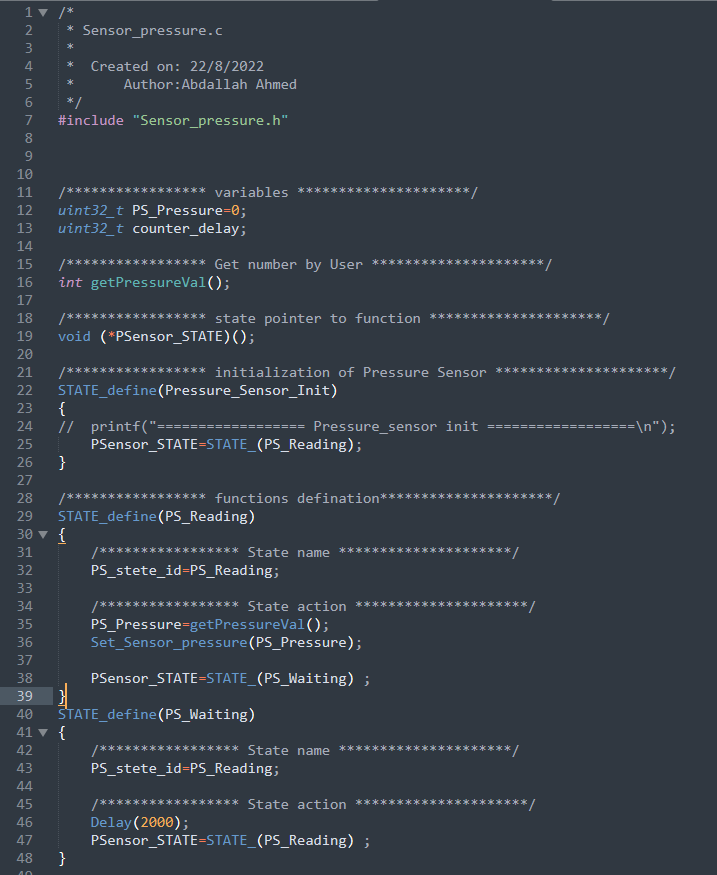 1 /*
2  * Sensor_pressure.c
3  *
4  *  Created on: 22/8/2022
5  *      Author:Abdallah Ahmed
6  */
7 #include "Sensor_pressure.h"
8
9
10
11 /***************** variables *********************/
12 uint32_t PS_Pressure=0;
13 uint32_t counter_delay;
14
15 /***************** Get number by User *********************/
16 int getPressureVal();
17
18 /***************** state pointer to function *********************/
19 void (*PSensor_STATE)();
20
21 /***************** initialization of Pressure Sensor *********************/
22 STATE_define(Pressure_Sensor_Init)
23 {
24 //  printf("================== Pressure_sensor init ==================\n");
25     PSensor_STATE=STATE_(PS_Reading);
26 }
27
28 /***************** functions defination*********************/
29 STATE_define(PS_Reading)
30 {
31     /***************** State name *********************/
32     PS_stete_id=PS_Reading;
33
34     /***************** State action *********************/
35     PS_Pressure=getPressureVal();
36     Set_Sensor_pressure(PS_Pressure);
37
38     PSensor_STATE=STATE_(PS_Waiting) ;
39 }
40 STATE_define(PS_Waiting)
41 {
42     /***************** State name *********************/
43     PS_stete_id=PS_Reading;
44
45     /***************** State action *********************/
46     Delay(2000);
47     PSensor_STATE=STATE_(PS_Reading) ;
48 }